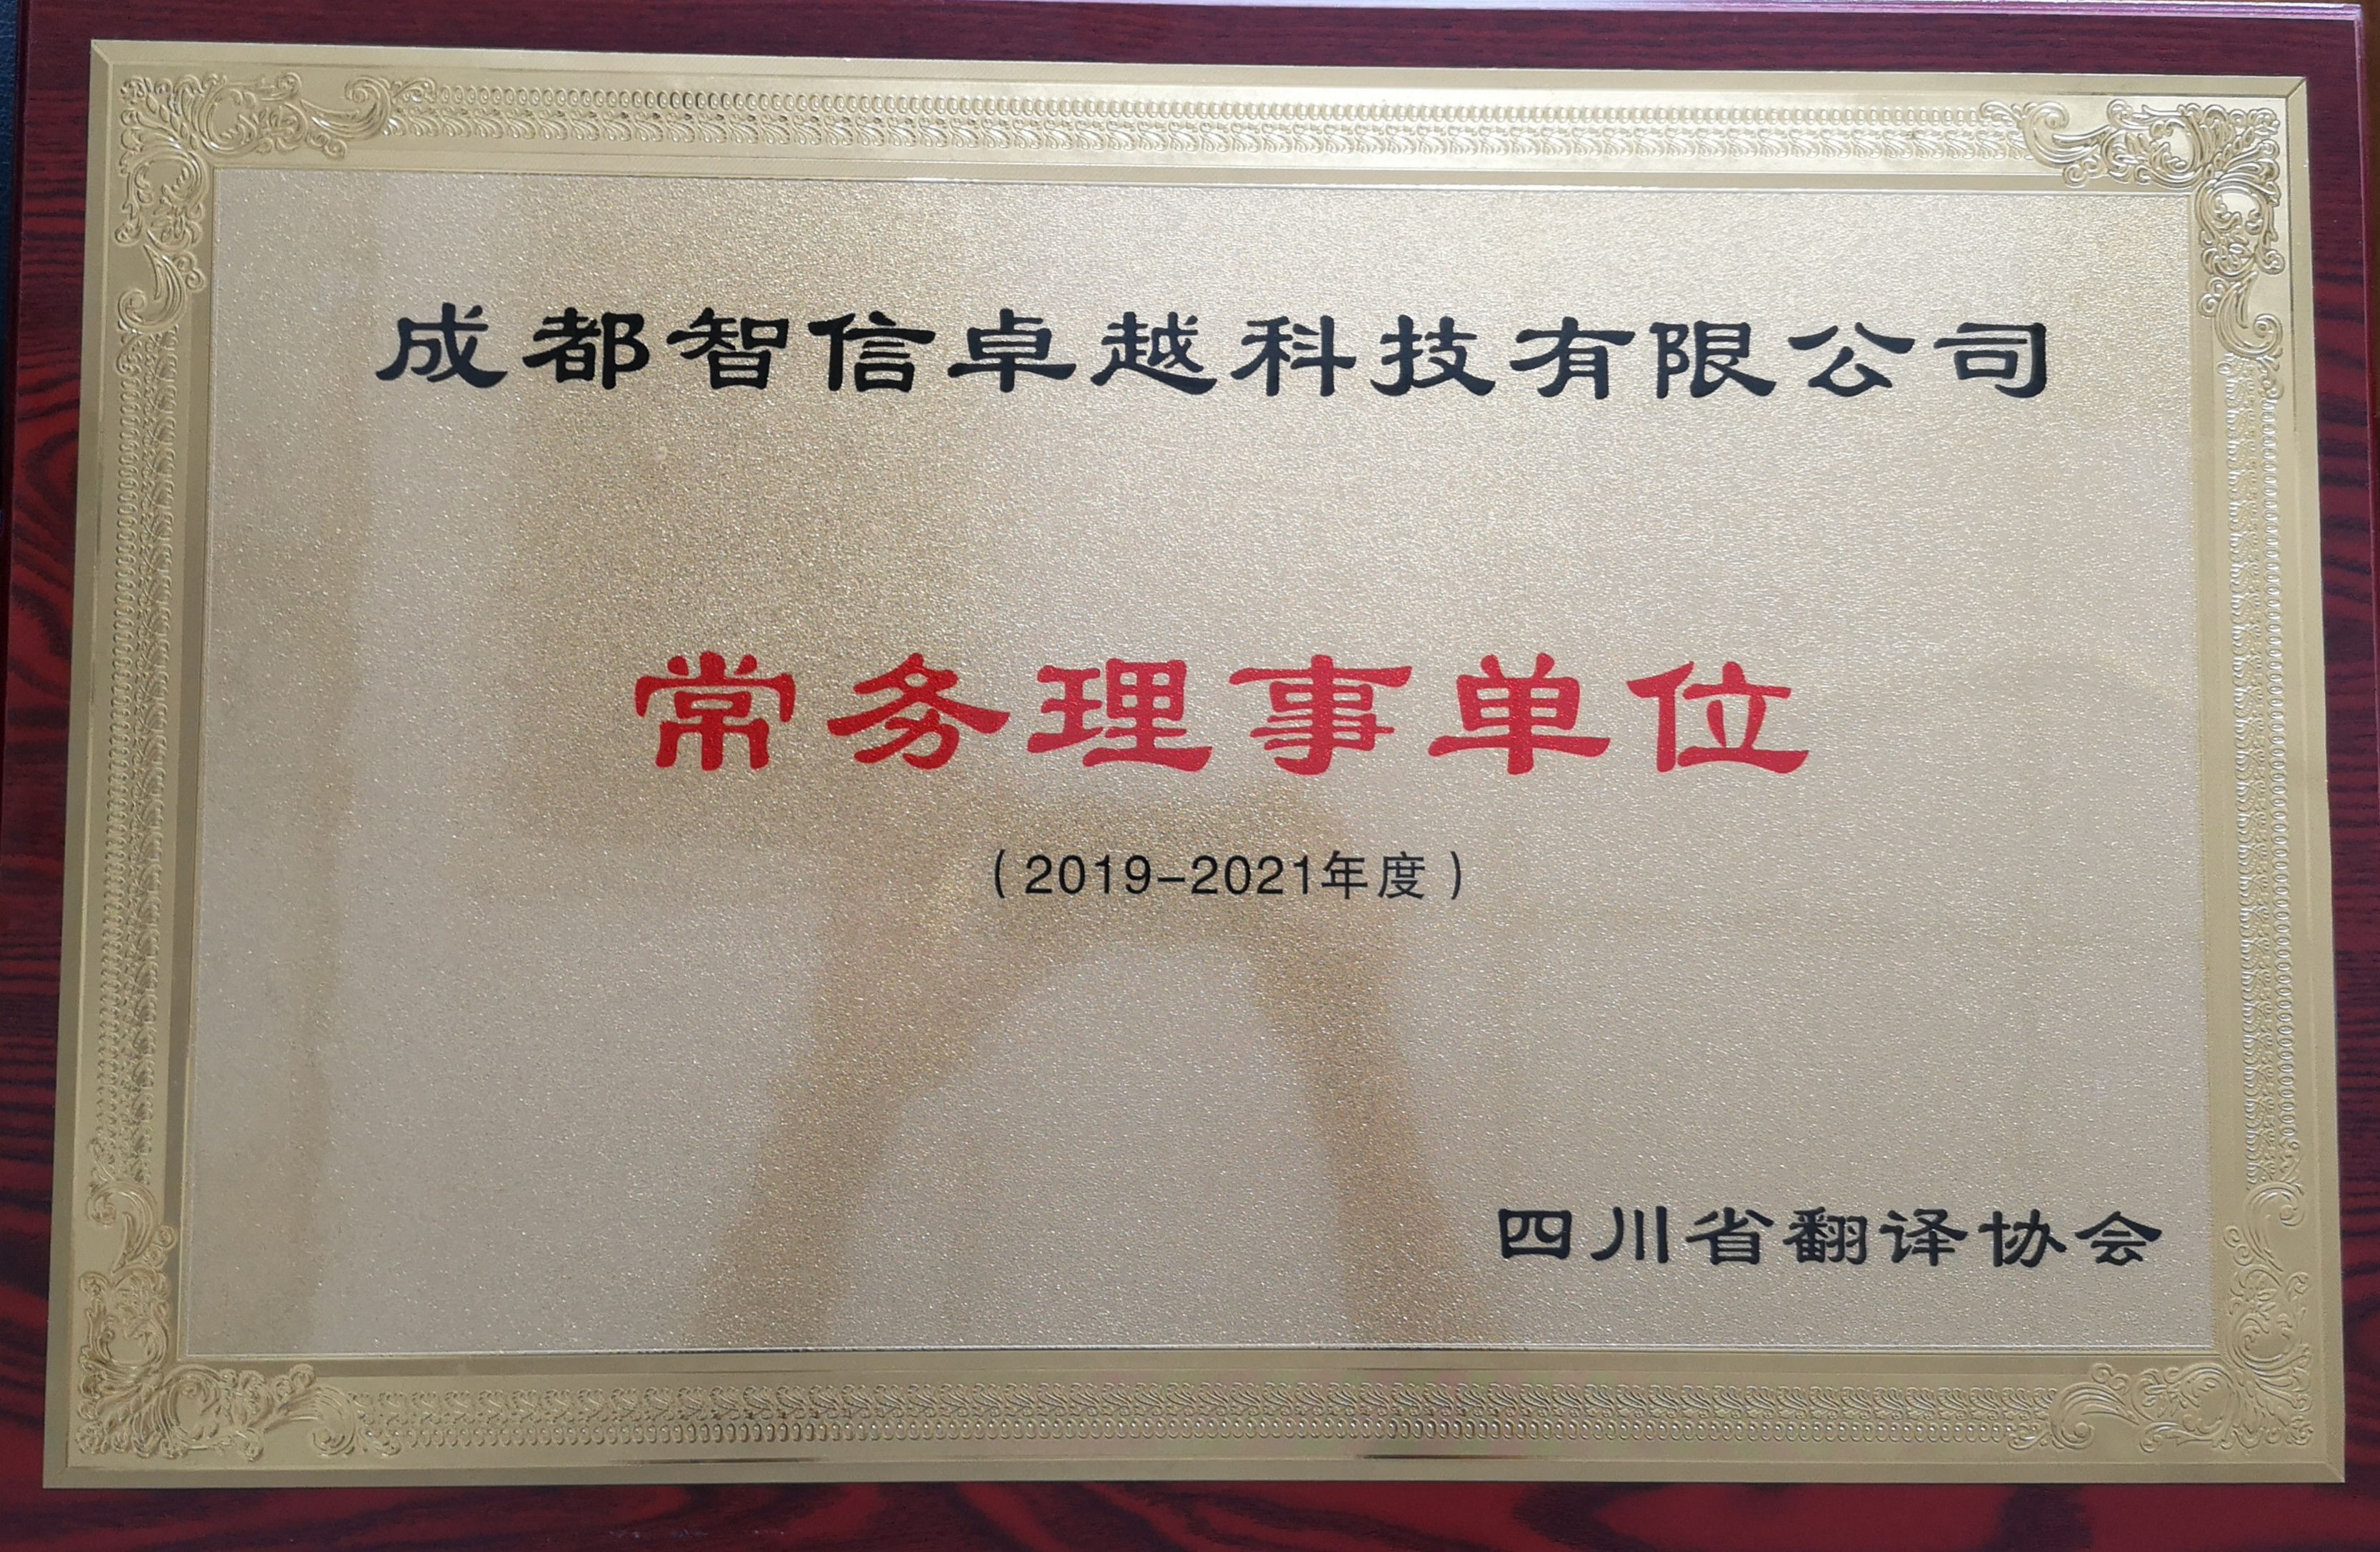 成都智信卓越科技有限公司
常务理事单位
（2019-2021年度）
四川省翻译协会